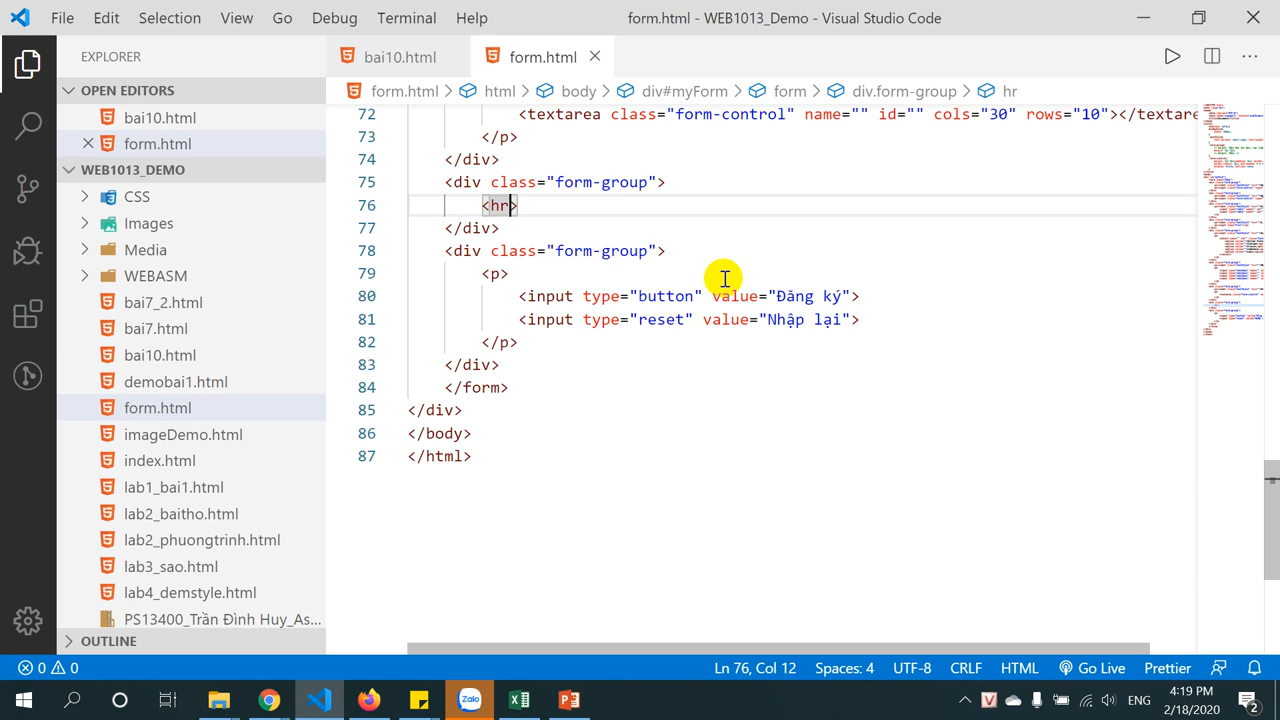 File Edit Selection View Go Debug Terminal Help form.html - WEB1013_Demo - Visual Studio Code
EXPLORER
bai10.html form.html
OPEN EDITORS
form.html > html > body > div#myForm > form > div.form-group > hr
bai10.html
form.html
WEB1013_DEMO
CSS
Images
Media
WEBASM
bai7_2.html
bai7.html
bai10.html
demobai1.html
form.html
imageDemo.html
index.html
lab1_bai1.html
lab2_baitho.html
lab2_phuongtrinh.html
lab3_sao.html
lab4_demstyle.html
PS13400_Trần Đình Huy_As...
OUTLINE
72 <textarea class="form-control" name="" id="" cols="30" rows="10"></textare
73 </p>
74 </div>
75 <div class="form-group">
76 <hr>
77 </div>
78 <div class="form-group">
79 <p>
80 <input type="button" value="Đăng ký">
81 <input type="reset" value="Nhập lại">
82 </p>
83 </div>
84 </form>
85 </div>
86 </body>
87 </html>
0 0 Ln 76, Col 12 Spaces: 4 UTF-8 CRLF HTML Go Live Prettier
Zalo
ENG
4:19 PM
2/18/2020
2